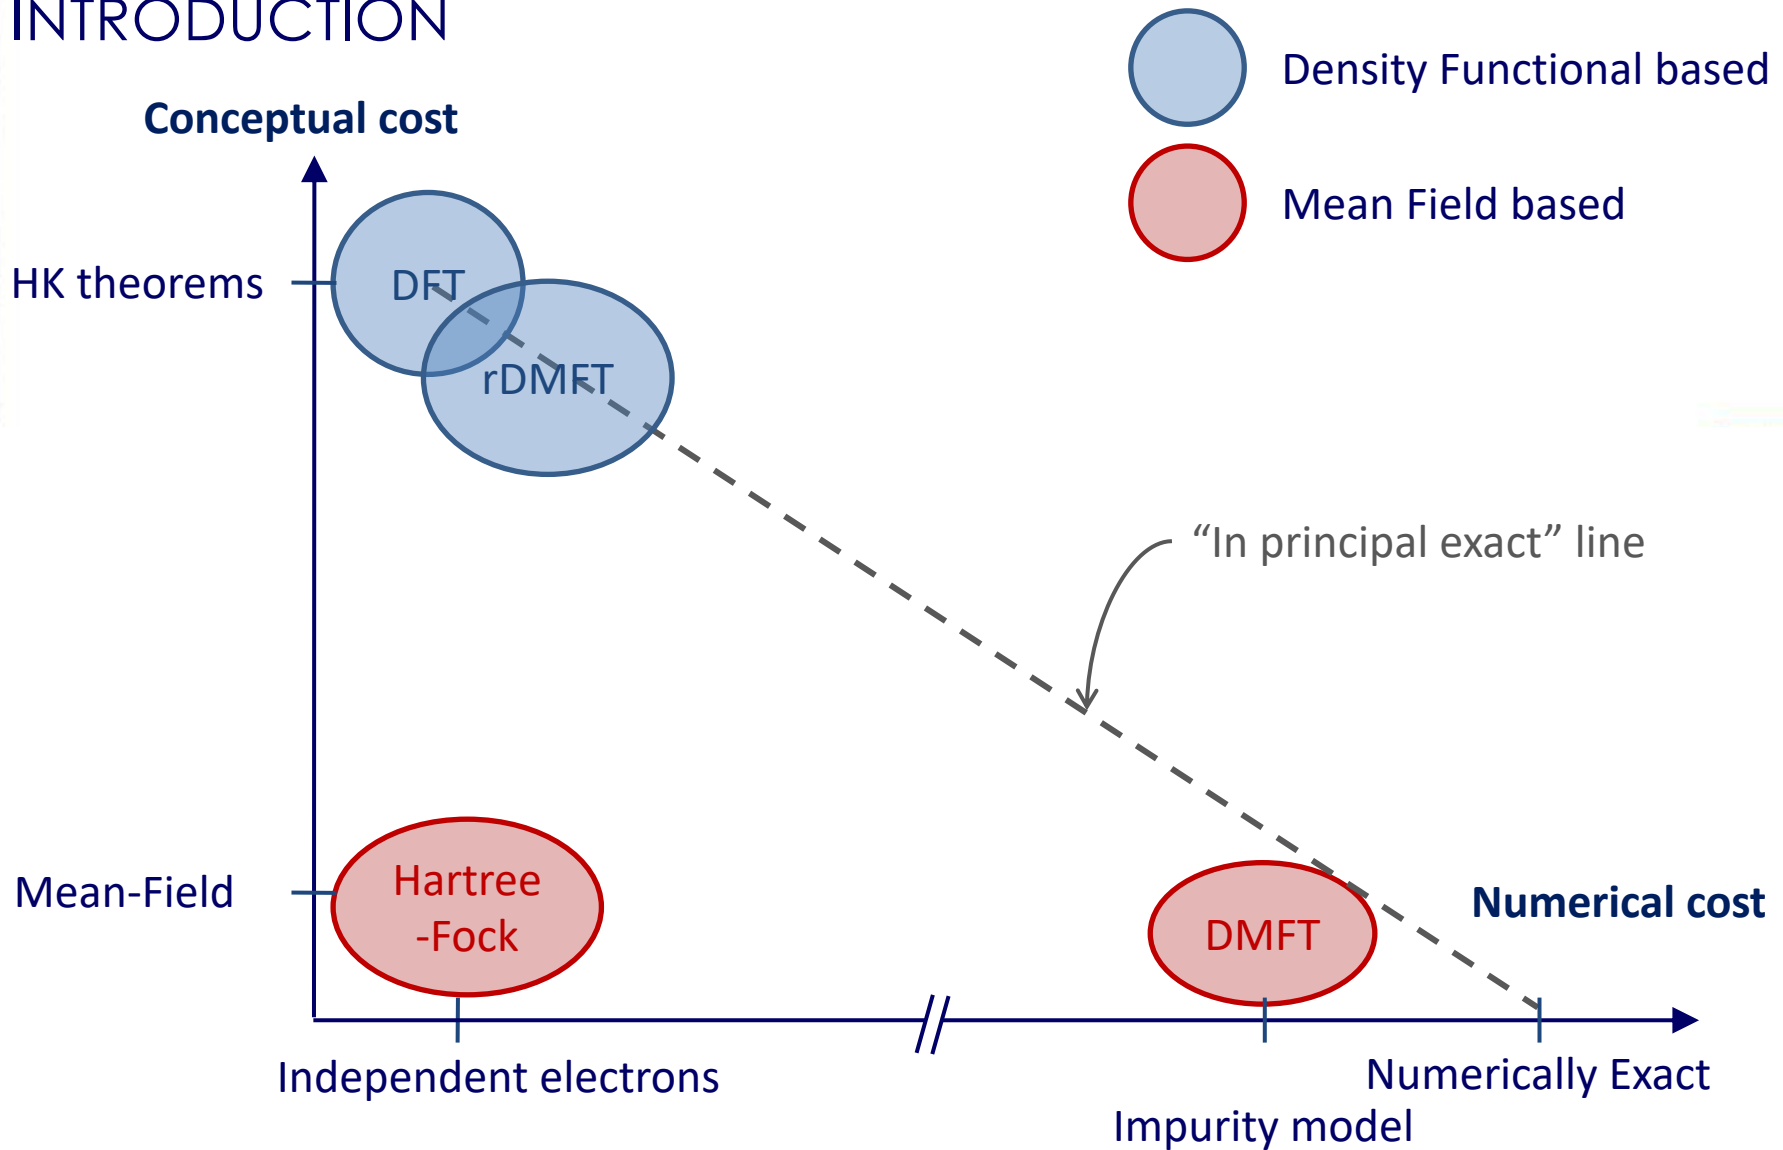 INTRODUCTION
Density Functional based
Conceptual cost
Mean Field based
HK theorems
DFT
rDMFT
“In principal exact” line
Mean-Field
Hartree
-Fock
DMFT
Numerical cost
Independent electrons
Numerically Exact
Impurity model